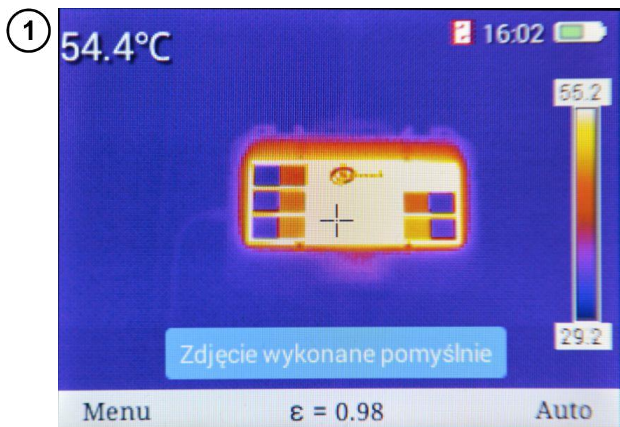 1
54.4°C
16:02
55.2
29.2
Zdjęcie wykonane pomyślnie
Menu
ε = 0.98
Auto